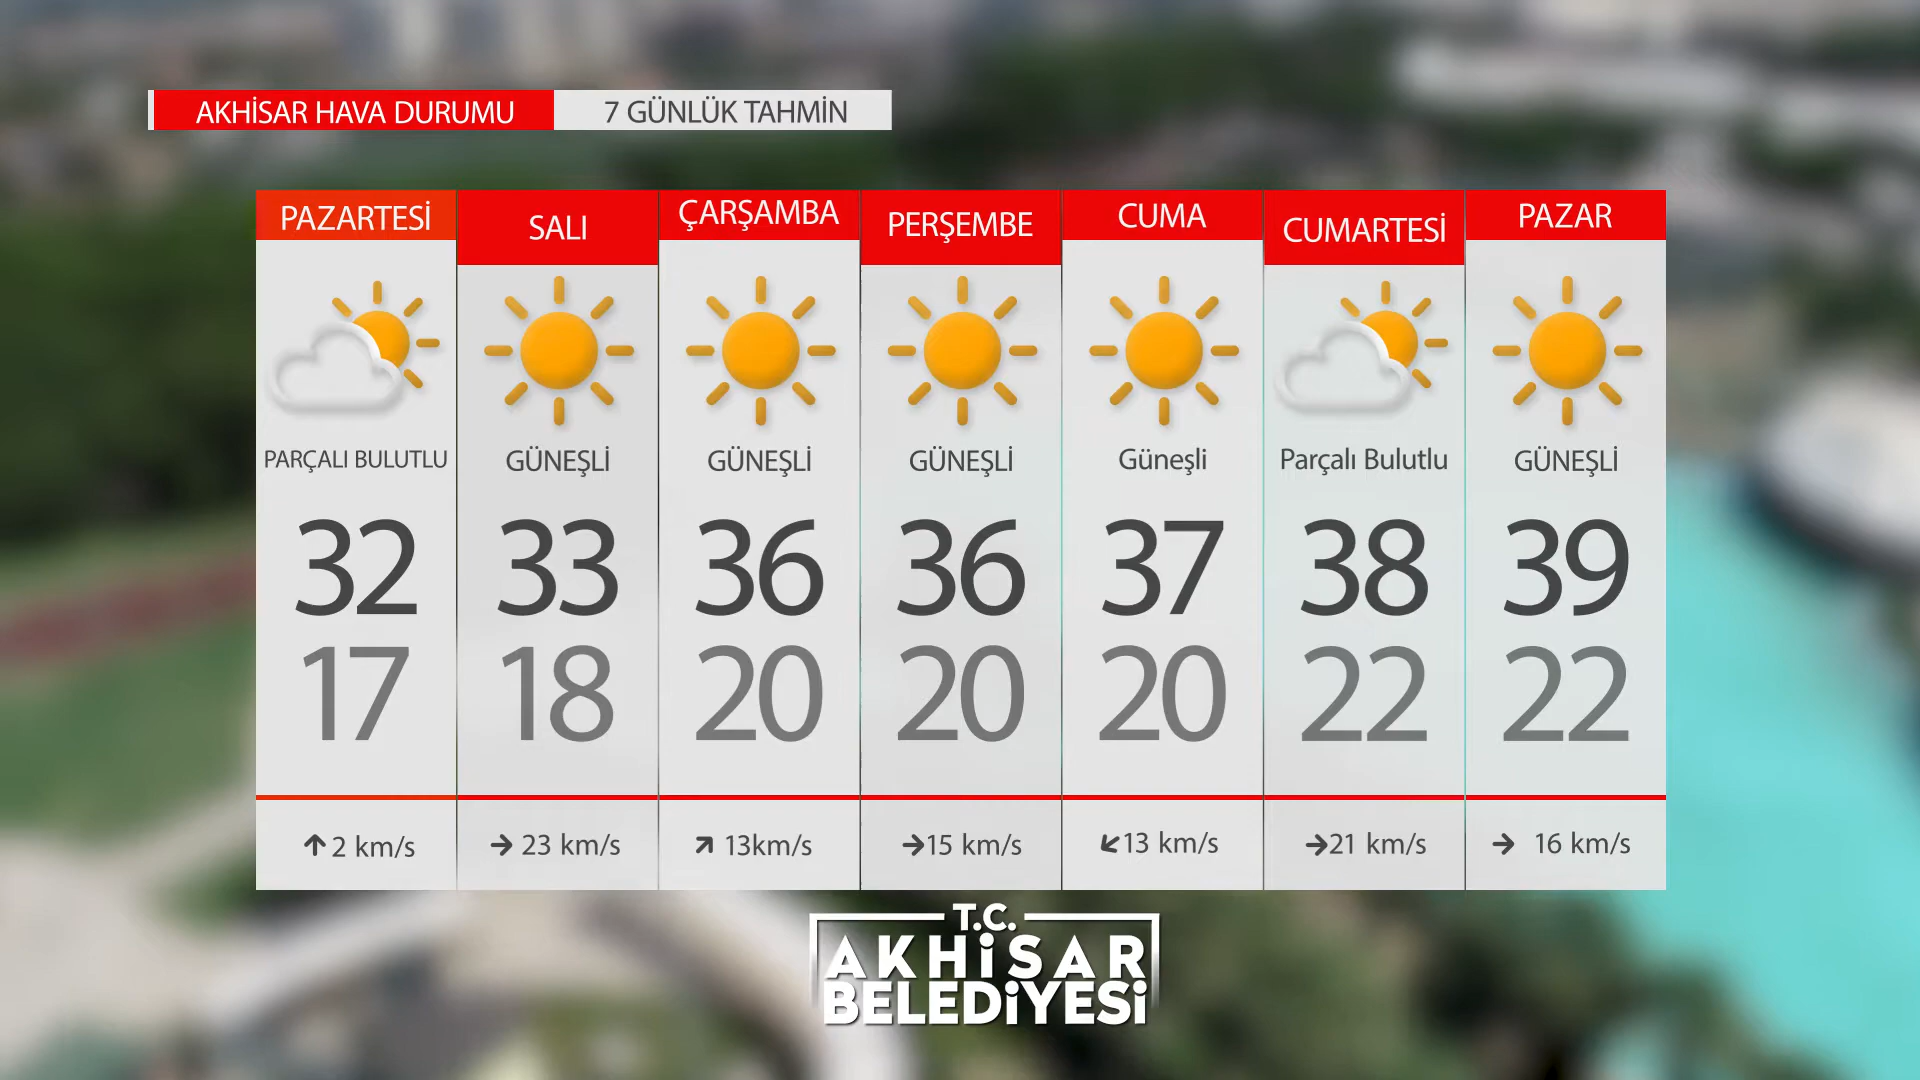 AKHİSAR HAVA DURUMU
7 GÜNLÜK TAHMİN
PAZARTESİ
PARÇALI BULUTLU
32
17
2 km/s
SALI
GÜNEŞLİ
33
18
23 km/s
ÇARŞAMBA
GÜNEŞLİ
36
20
13km/s
PERŞEMBE
GÜNEŞLİ
36
20
15 km/s
CUMA
Güneşli
37
20
13 km/s
CUMARTESİ
Parçalı Bulutlu
38
22
21 km/s
PAZAR
GÜNEŞLİ
39
22
16 km/s
T.C.
AKHİSAR
BELEDİYESİ